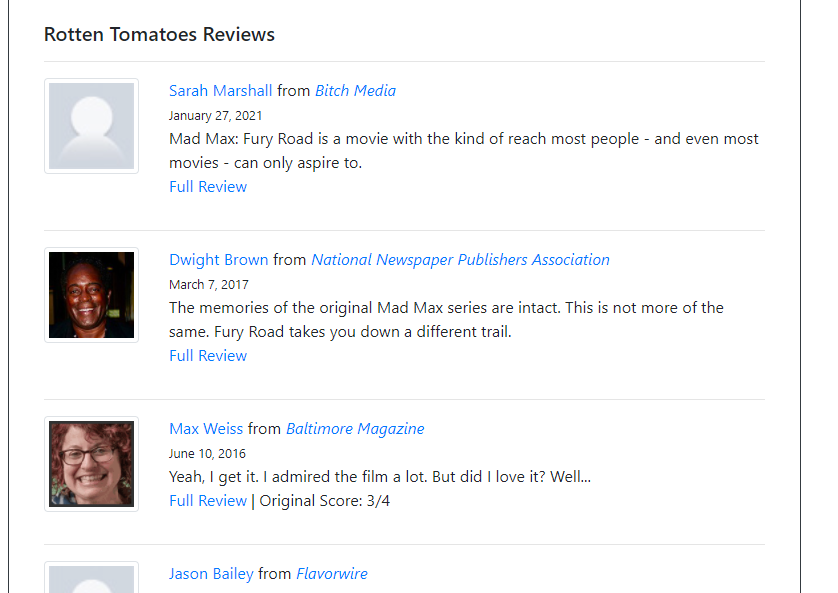 Rotten Tomatoes Reviews
Sarah Marshall from Bitch Media
January 27, 2021
Mad Max: Fury Road is a movie with the kind of reach most people - and even most
movies - can only aspire to.
Full Review
Dwight Brown from National Newspaper Publishers Association
March 7, 2017
The memories of the original Mad Max series are intact. This is not more of the
same. Fury Road takes you down a different trail.
Full Review
Max Weiss from Baltimore Magazine
June 10, 2016
Yeah, I get it. I admired the film a lot. But did I love it? Well...
Full Review | Original Score: 3/4
Jason Bailey from Flavorwire